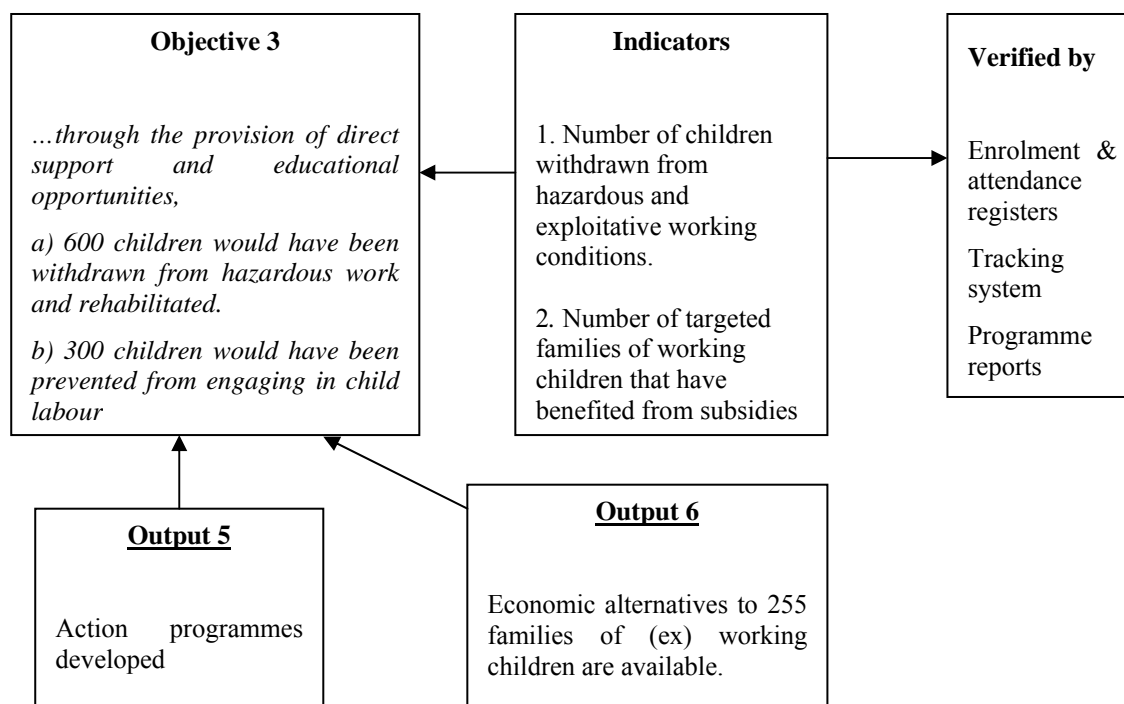 Objective 3
…through the provision of direct
support and educational
opportunities,
a) 600 children would have been
withdrawn from hazardous work
and rehabilitated.
b) 300 children would have been
prevented from engaging in child
labour
Indicators
1. Number of children
withdrawn from
hazardous and
exploitative working
conditions.
2. Number of targeted
families of working
children that have
benefited from subsidies
Verified by
Enrolment &
attendance
registers
Tracking
system
Programme
reports
Output 5
Action programmes
developed
Output 6
Economic alternatives to 255
families of (ex) working
children are available.